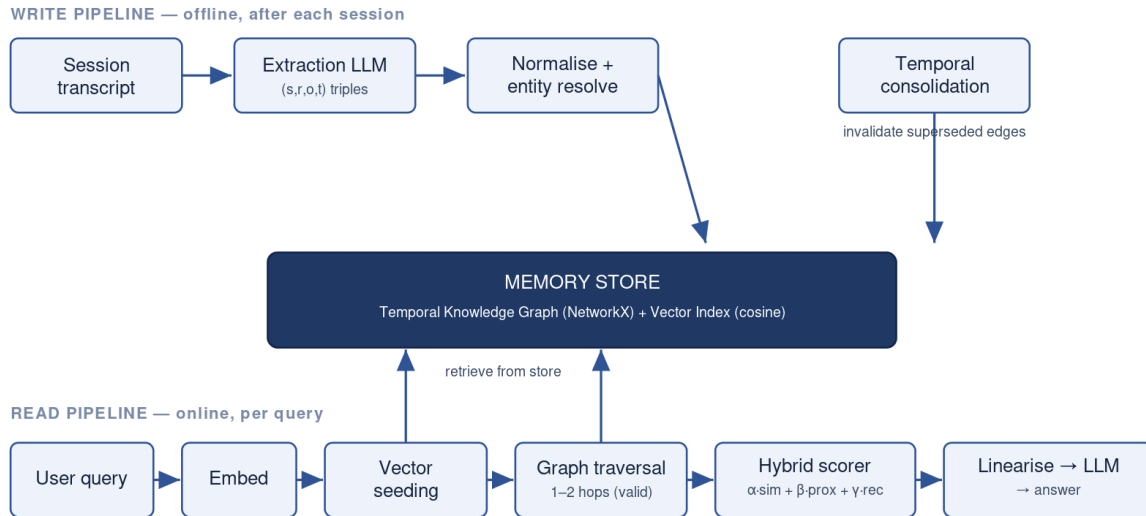 WRITE PIPELINE — offline, after each session
Session
transcript
Extraction LLM
(s,r,o,t) triples
Normalise +
entity resolve
Temporal
consolidation
invalidate superseded edges
MEMORY STORE
Temporal Knowledge Graph (NetworkX) + Vector Index (cosine)
retrieve from store
READ PIPELINE — online, per query
User query
Embed
Vector
seeding
Graph traversal
1–2 hops (valid)
Hybrid scorer
α·sim + β·prox + γ·rec
Linearise → LLM
→ answer